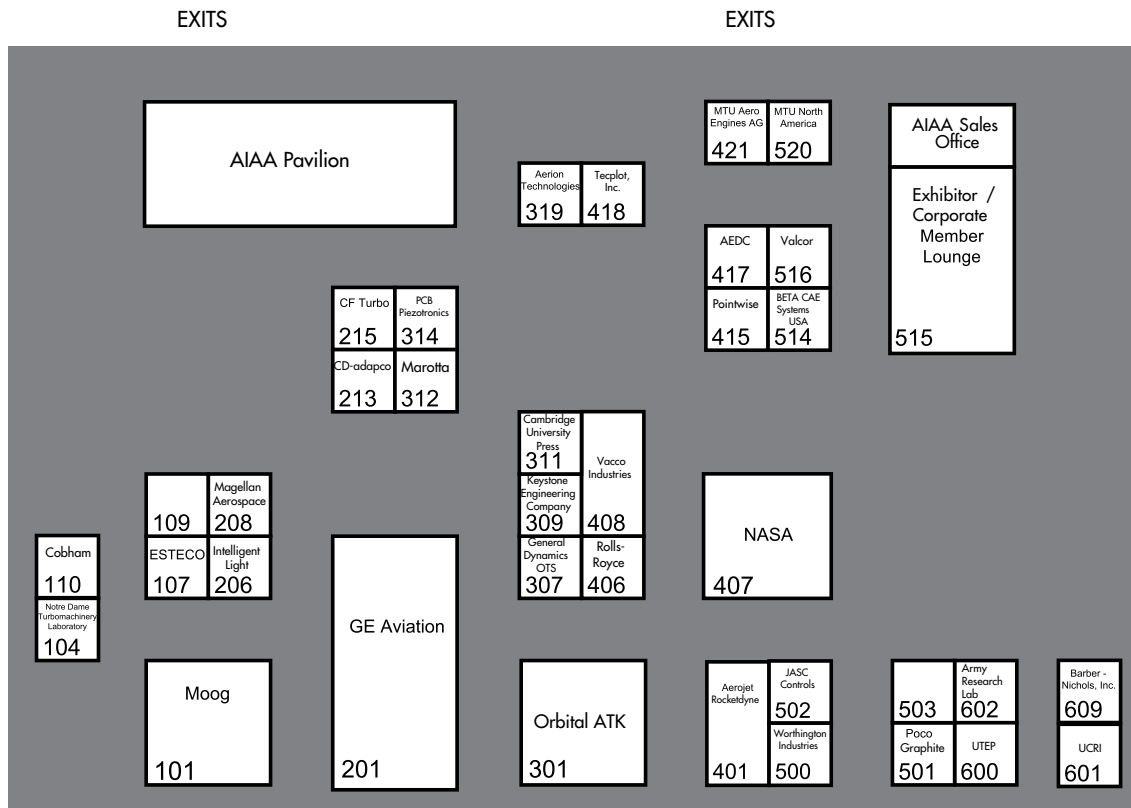 EXITS
EXITS
AIAA Pavilion
MTU Aero
Engines AG
421
MTU North
America
520
AIAA Sales
Office
Aerion
Technologies
319
Tecplot,
Inc.
418
Exhibitor /
Corporate
Member
Lounge
515
AEDC
417
Valcor
516
Pointwise
415
BETA CAE
Systems
USA
514
CF Turbo
215
PCB
Piezotronics
314
CD-adapco
213
Marotta
312
Cambridge
University
Press
311
Vacco
Industries
408
Keystone
Engineering
Company
309
General
Dynamics
OTS
307
Rolls-
Royce
406
NASA
407
109
Magellan
Aerospace
208
ESTECO
107
Intelligent
Light
206
Cobham
110
Notre Dame
Turbomachinery
Laboratory
104
GE Aviation
201
Moog
101
Orbital ATK
301
Aerojet
Rocketdyne
401
JASC
Controls
502
Worthington
Industries
500
503
Army
Research
Lab
602
Poco
Graphite
501
UTEP
600
Barber -
Nichols, Inc.
609
UCRI
601